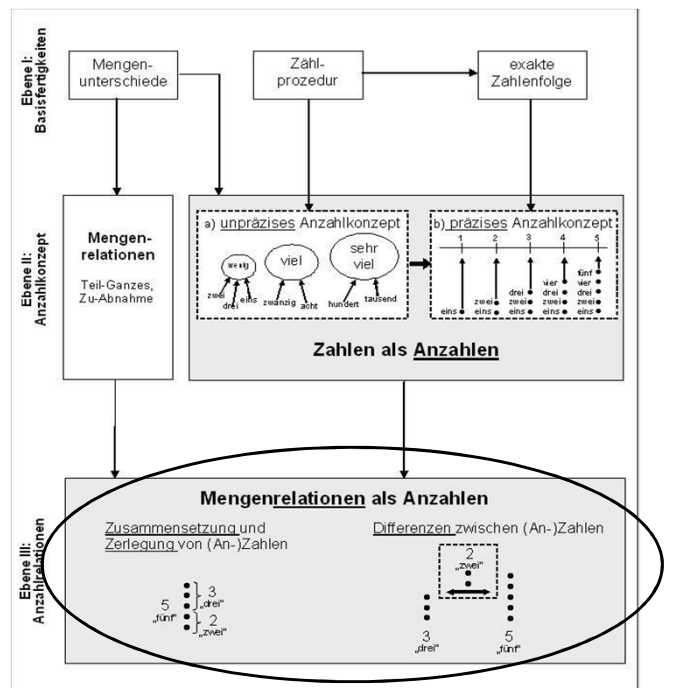 Ebene I:
Basisfertigkeiten
Mengen-
unterschiede
Zähl-
prozedur
exakte
Zahlenfolge
Ebene II:
Anzahlkonzept
Mengen-
relationen
Teil-Ganzes,
Zu-Abnahme
a) unpräzises Anzahlkonzept
wenig
viel
sehr
viel
zwei
drei
eins
zwanzig
acht
hundert
tausend
b) präzises Anzahlkonzept
1 2 3 4 5
eins
zwei
eins
drei
zwei
eins
vier
drei
zwei
eins
fünf
vier
drei
zwei
eins
Zahlen als Anzahlen
Ebene III:
Anzahlrelationen
Mengenrelationen als Anzahlen
Zusammensetzung und
Zerlegung von (An-)Zahlen
5
„fünf"
3
„drei"
2
„zwei"
Differenzen zwischen (An-)Zahlen
2
„zwei"
3
„drei"
5
„fünf"